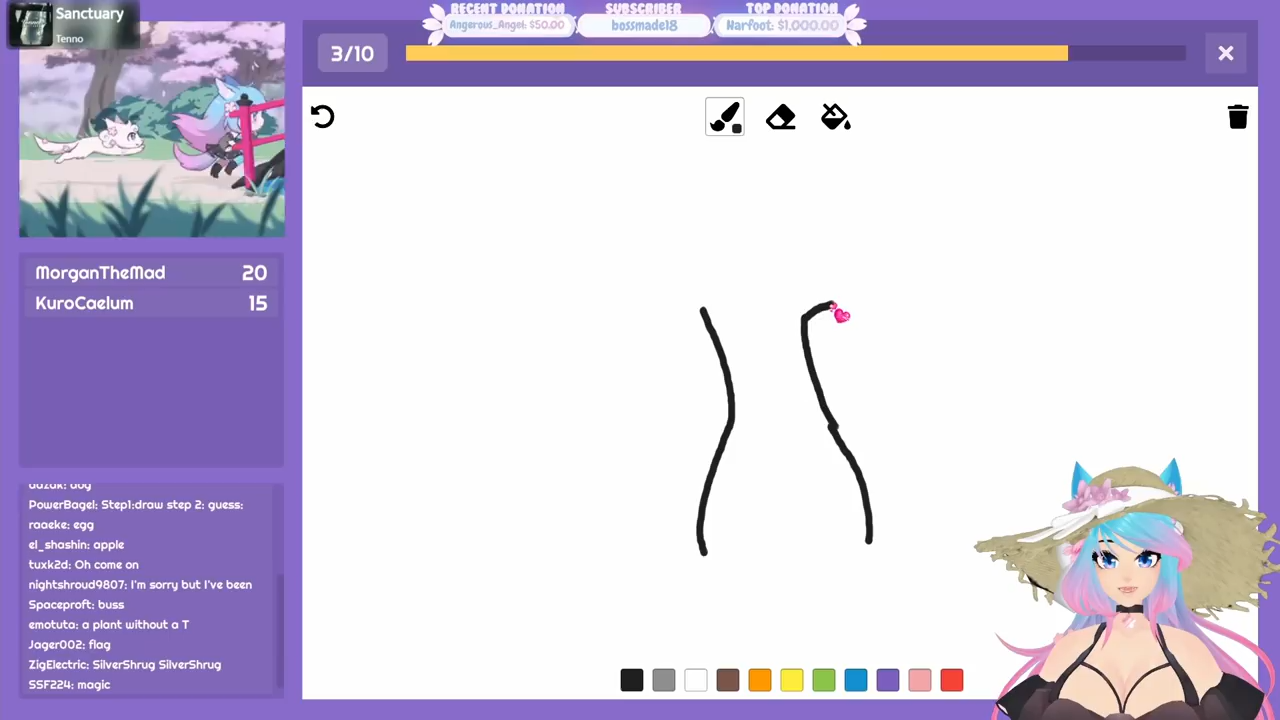 Sanctuary
Tenno
RECENT DONATION
Angerous_Angel: $50.00
SUBSCRIBER
bossmade18
TOP DONATION
Narfoot: $1,000.00
3/10
MorganTheMad 20
KuroCaelum 15
PowerBagel: Step1:draw step 2: guess:
raaeke: egg
el_shashin: apple
tuxk2d: Oh come on
nightshroud9807: I'm sorry but I've been
Spaceproft: buss
emotuta: a plant without a T
Jager002: flag
ZigElectric: SilverShrug SilverShrug
SSF224: magic